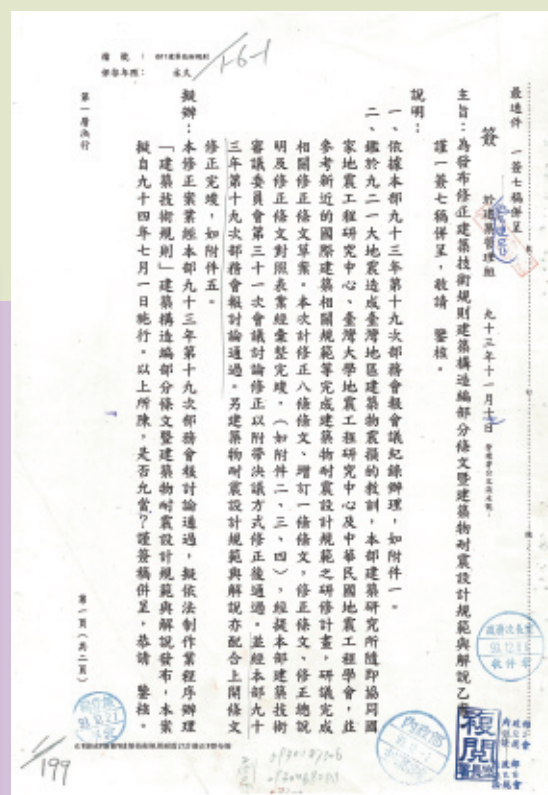 檔號：
保存年限：永久
1-6-1
第一層決行
最速件 一簽七稿併呈
簽 於建築管理組 九十三年十一月
主旨：為發布修正建築技術規則建築構造編部分條文暨建築物耐震設計規範與解說乙案
謹一簽七稿併呈，敬請 鑒核。
說明：
一、依據本部九十三年第十九次部務會報會議紀錄辦理，如附件一。
二、鑑於九二一大地震造成臺灣地區建築物震損的教訓，本部建築研究所隨即協同國
家地震工程研究中心、臺灣大學地震工程研究中心及中華民國地震工程學會，並
參考新近的國際建築相關規範等完成建築物耐震設計規範之研修計畫，研議完成
相關修正條文草案。本次計修正八條條文、增訂一條條文，修正條文、修正總說
明及修正條文對照表業經彙整完竣，（如附件二、三、四），經提本部建築技術
審議委員會第三十一次會議討論修正以附帶決議方式修正後通過。並經本部九十
三年第十九次部務會報討論通過。另建築物耐震設計規範與解說亦配合上開條文
修正完竣，如附件五。
擬辦：本修正案業經本部九十三年第十九次部務會報討論通過，擬依法制作業程序辦理
「建築技術規則」建築構造編部分條文暨建築物耐震設計規範與解說發布，本案
擬自九十四年七月一日施行。以上所陳，是否允當？謹簽稿併呈，恭請 鑒核。
第一頁（共二頁）
內政部
複閱
199